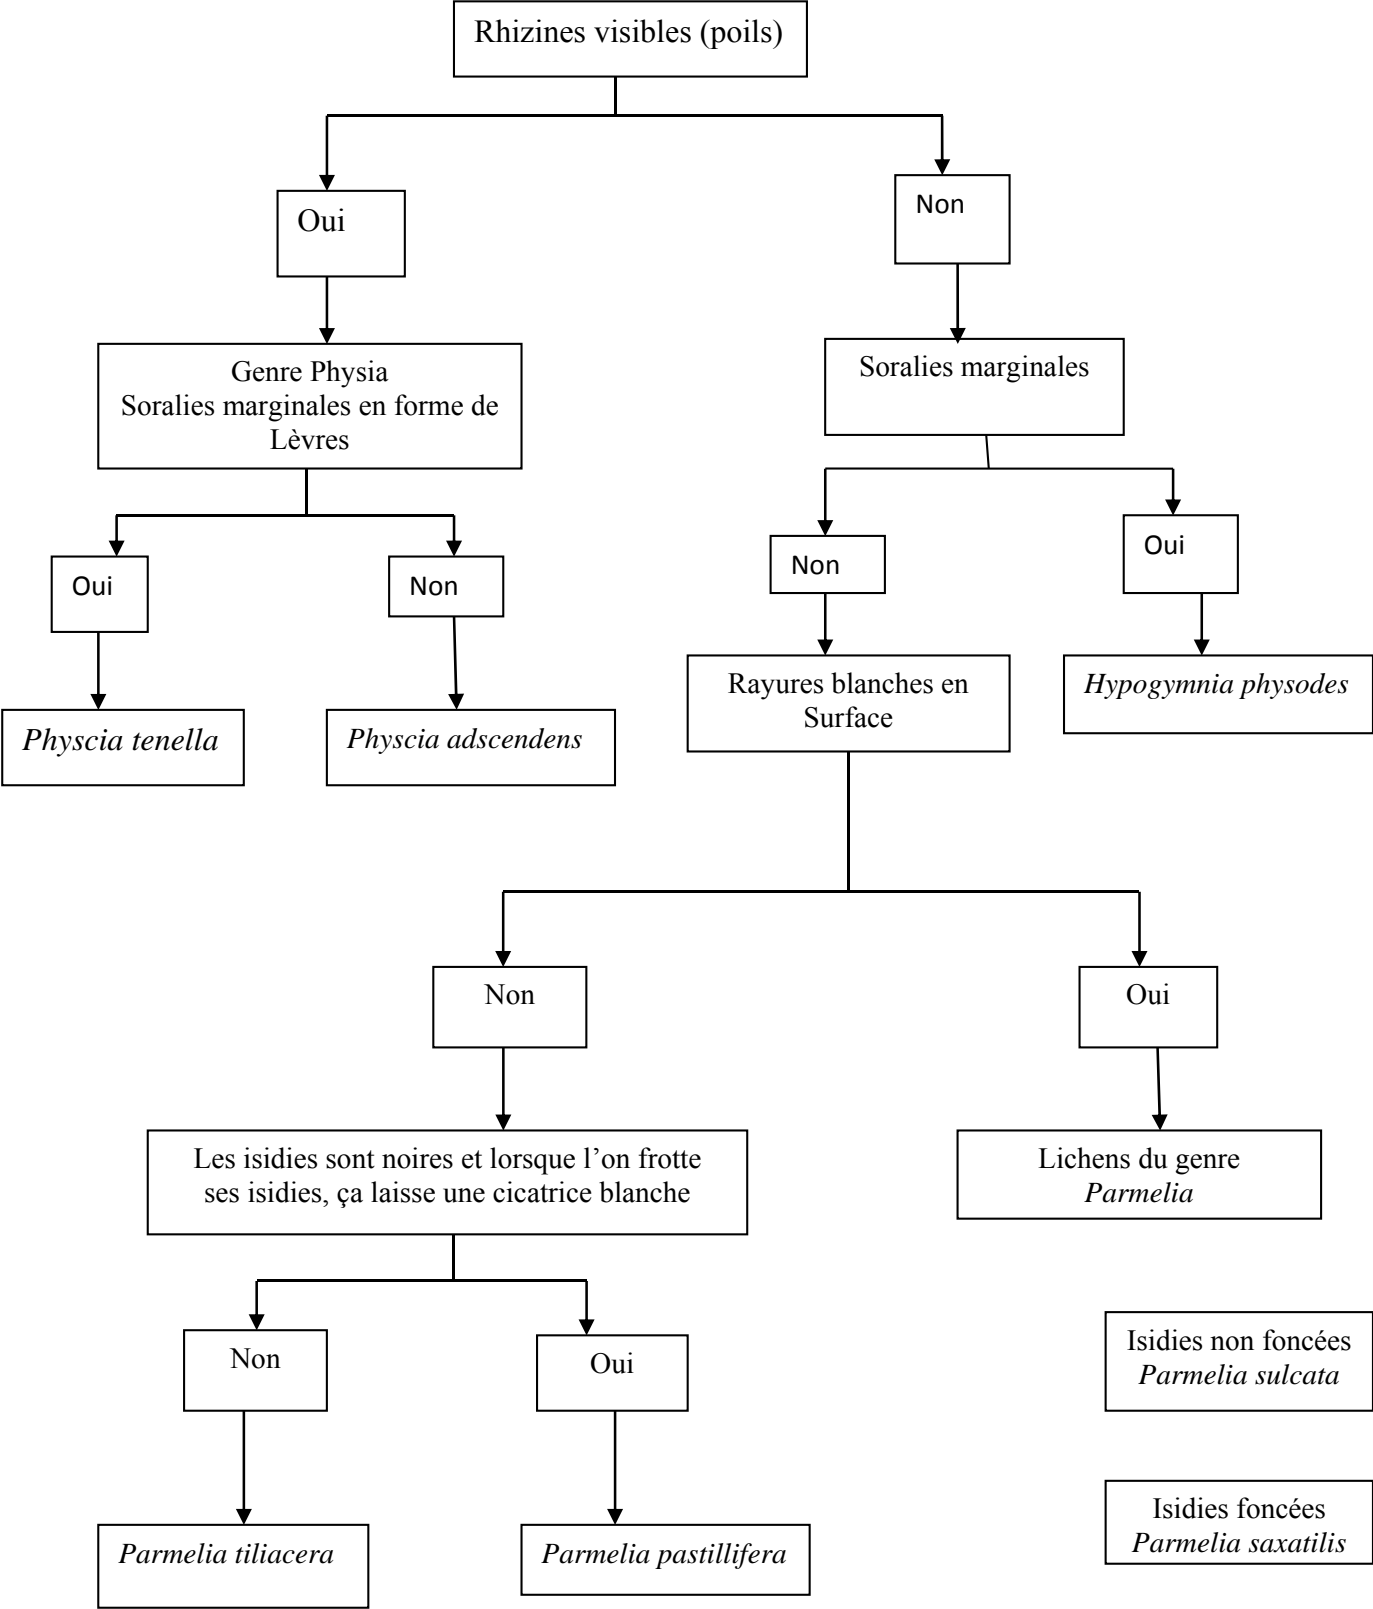 Rhizines visibles (poils)
Oui
Non
Genre Physia
Soralies marginales en forme de
Lèvres
Soralies marginales
Oui
Non
Non
Oui
Physcia tenella
Physcia adscendens
Rayures blanches en
Surface
Hypogymnia physodes
Non
Oui
Les isidies sont noires et lorsque l’on frotte
ses isidies, ça laisse une cicatrice blanche
Lichens du genre
Parmelia
Non
Oui
Isidies non foncées
Parmelia sulcata
Parmelia tiliacera
Parmelia pastillifera
Isidies foncées
Parmelia saxatilis